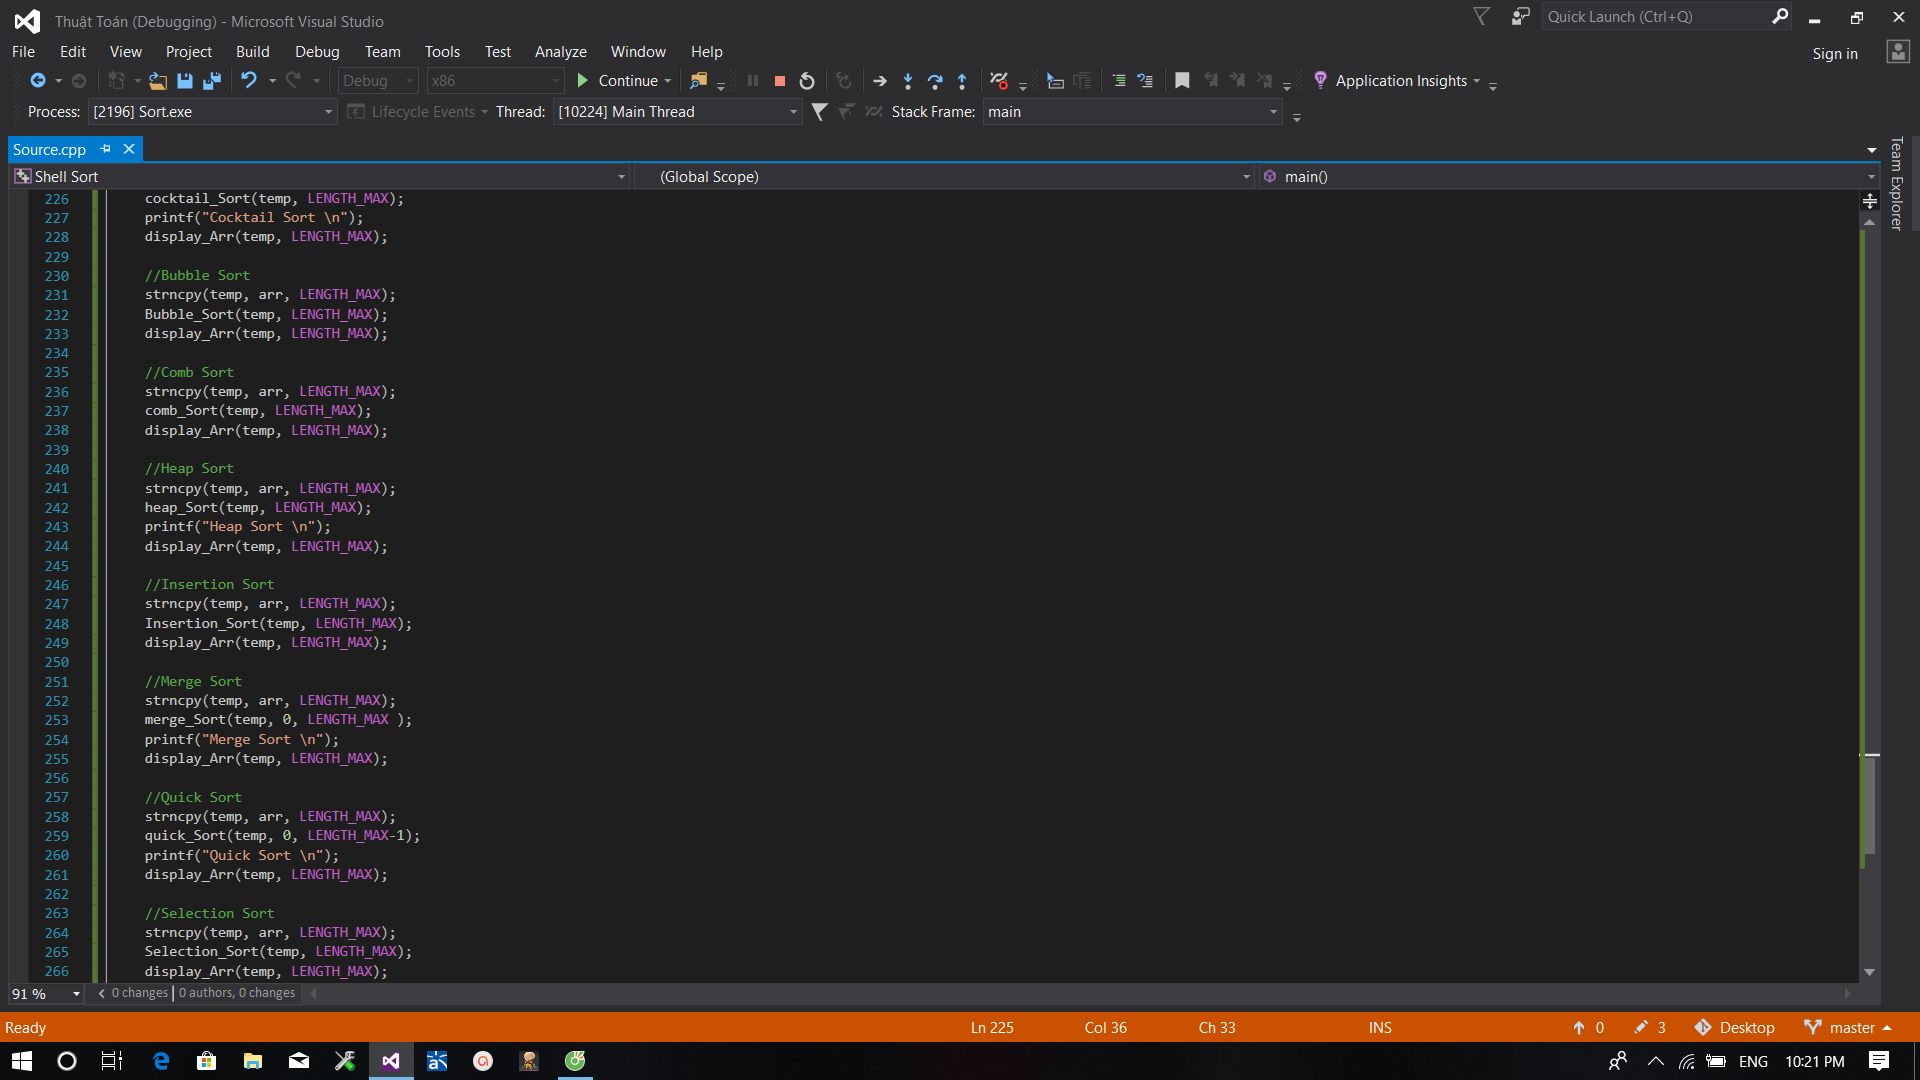 Thuật Toán (Debugging) - Microsoft Visual Studio
Quick Launch (Ctrl+Q)
File Edit View Project Build Debug Team Tools Test Analyze Window Help
Sign in
Debug x86 Continue Application Insights
Process: [2196] Sort.exe Lifecycle Events Thread: [10224] Main Thread Stack Frame: main
Source.cpp
Team Explorer
Shell Sort (Global Scope) main()
226 cocktail_Sort(temp, LENGTH_MAX);
227 printf("Cocktail Sort \n");
228 display_Arr(temp, LENGTH_MAX);
229
230 //Bubble Sort
231 strncpy(temp, arr, LENGTH_MAX);
232 Bubble_Sort(temp, LENGTH_MAX);
233 display_Arr(temp, LENGTH_MAX);
234
235 //Comb Sort
236 strncpy(temp, arr, LENGTH_MAX);
237 comb_Sort(temp, LENGTH_MAX);
238 display_Arr(temp, LENGTH_MAX);
239
240 //Heap Sort
241 strncpy(temp, arr, LENGTH_MAX);
242 heap_Sort(temp, LENGTH_MAX);
243 printf("Heap Sort \n");
244 display_Arr(temp, LENGTH_MAX);
245
246 //Insertion Sort
247 strncpy(temp, arr, LENGTH_MAX);
248 Insertion_Sort(temp, LENGTH_MAX);
249 display_Arr(temp, LENGTH_MAX);
250
251 //Merge Sort
252 strncpy(temp, arr, LENGTH_MAX);
253 merge_Sort(temp, 0, LENGTH_MAX );
254 printf("Merge Sort \n");
255 display_Arr(temp, LENGTH_MAX);
256
257 //Quick Sort
258 strncpy(temp, arr, LENGTH_MAX);
259 quick_Sort(temp, 0, LENGTH_MAX-1);
260 printf("Quick Sort \n");
261 display_Arr(temp, LENGTH_MAX);
262
263 //Selection Sort
264 strncpy(temp, arr, LENGTH_MAX);
265 Selection_Sort(temp, LENGTH_MAX);
266 display_Arr(temp, LENGTH_MAX);
91 % 0 changes | 0 authors, 0 changes
Ready Ln 225 Col 36 Ch 33 INS 0 3 Desktop master
ENG 10:21 PM